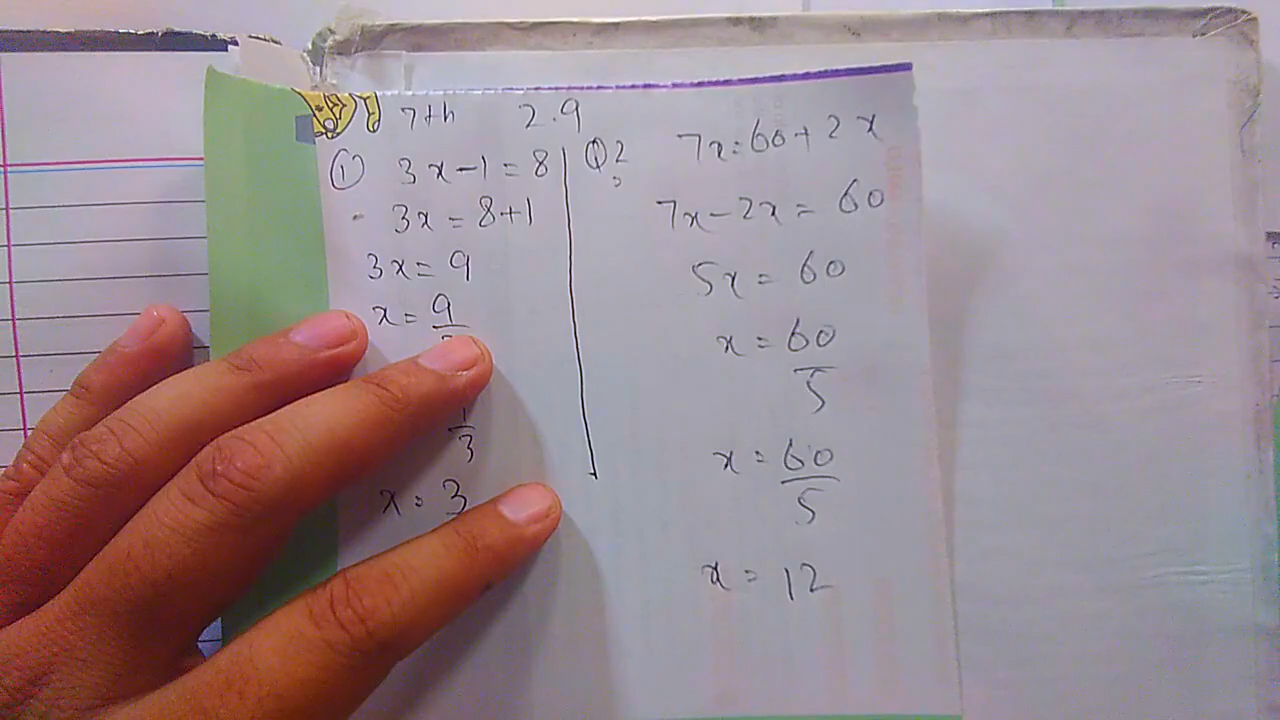 7th 2.9
① 3x-1=8
3x = 8+1
3x = 9
x = 9
1
3
x = 3
Q2
7x=60+2x
7x-2x = 60
5x = 60
x = 60
5
x = 60
5
x = 12